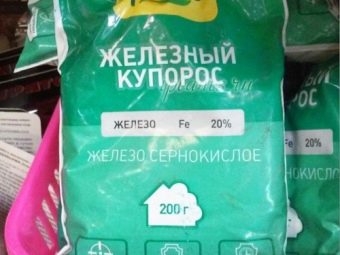 ЖЕЛЕЗНЫЙ
КУПОРОС
ЖЕЛЕЗО Fe 20%
ЖЕЛЕЗО СЕРНОКИСЛОЕ
200 г
Fe 20%